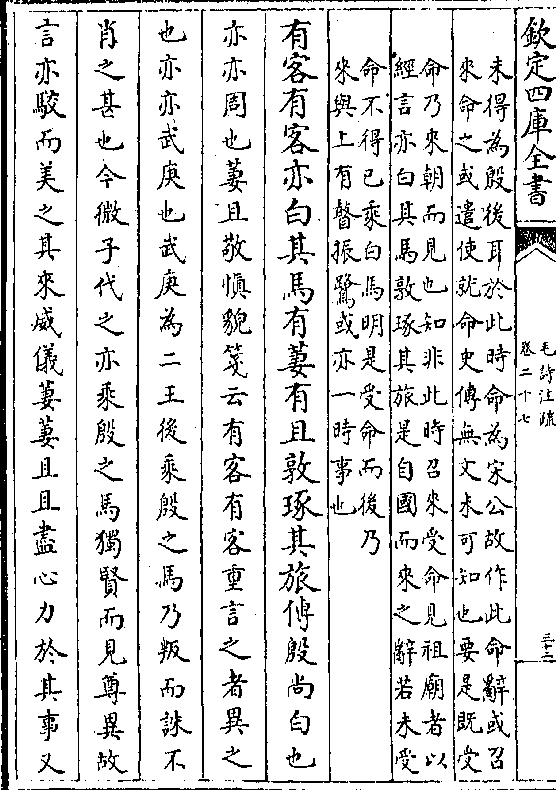 欽定四庫全書
毛詩注疏
卷二十七
三十二
未得為殷後耳於此時命為宋公故作此命辭或召
來命之或遣使就命史傳無文未可知也要是既受
命乃來朝而見也知非此時召來受命見祖廟者以
經言亦白其馬敦琢其旅是自國而來之辭若未受
命不得已乘白馬明是受命而後乃
來與上有瞽振鷺或亦一時事也
有客有客亦白其馬有萋有且敦琢其旅傳殷尚白也
亦亦周也萋且敬慎貌箋云有客有客重言之者異之
也亦亦武庚也武庚為二王後乘殷之馬乃叛而誅不
肖之甚也今微子代之亦乘殷之馬獨賢而見尊異故
言亦駮而美之其來威儀萋萋且且盡心力於其事又